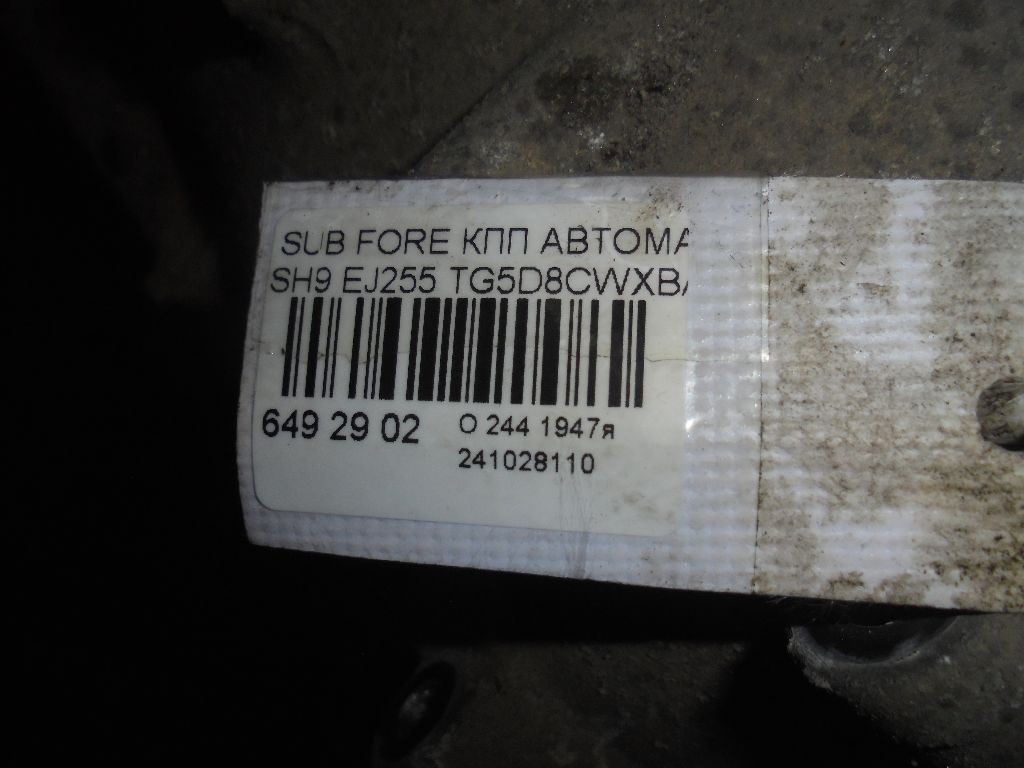 SUB FORE КПП АВТОМА
SH9 EJ255 TG5D8CWXBA
649 29 02
О 244 1947я
241028110